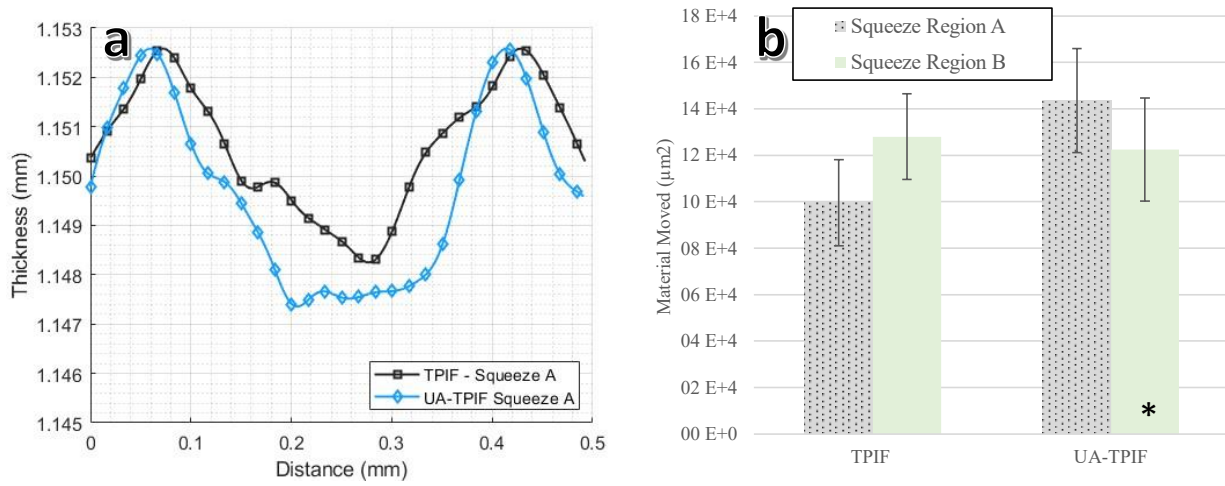 a
1.153
1.152
1.151
1.150
1.149
1.148
1.147
1.146
1.145
Thickness (mm)
0
0.1
0.2
0.3
0.4
0.5
Distance (mm)
TPIF - Squeeze A
UA-TPIF Squeeze A
b
18 E+4
16 E+4
14 E+4
12 E+4
10 E+4
08 E+4
06 E+4
04 E+4
02 E+4
00 E+0
Material Moved (µm2)
Squeeze Region A
Squeeze Region B
*
TPIF
UA-TPIF